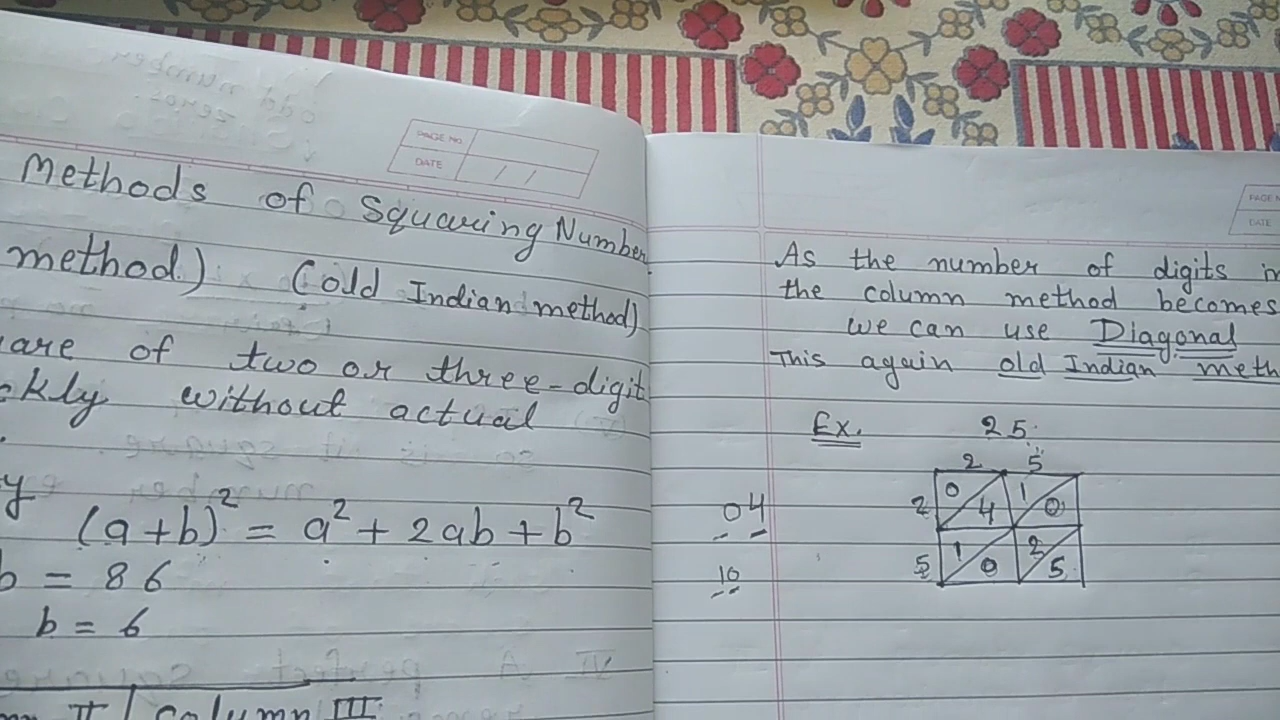 PAGE NO.
DATE / /
Methods of Squaring Number
method) (old Indian method)
are of two or three-digit
ckly without actual
y (a+b)² = a² + 2ab + b²
b = 86
b = 6
II | column III
PAGE N
DATE
As the number of digits in
the column method becomes
we can use Diagonal
This again old Indian meth
Ex. 25.
2 5
2 0 4 1 0
04
5 1 0 2 5
10